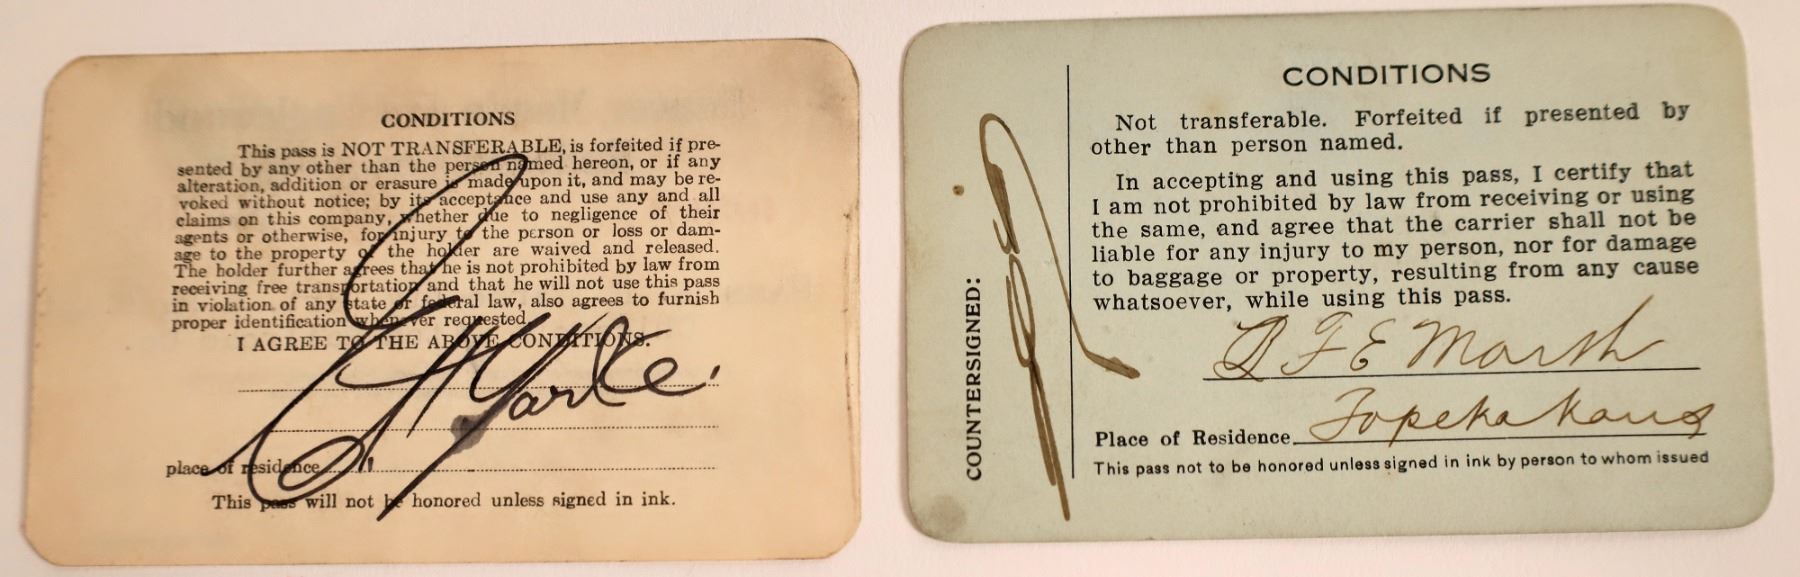 CONDITIONS
This pass is NOT TRANSFERABLE, is forfeited if pre-
sented by any other than the person named hereon, or if any
alteration, addition or erasure is made upon it, and may be re-
voked without notice; by its acceptance and use any and all
claims on this company, whether due to negligence of their
agents or otherwise, for injury to the person or loss or dam-
age to the property of the holder are waived and released.
The holder further agrees that he is not prohibited by law from
receiving free transportation and that he will not use this pass
in violation of any state or federal law, also agrees to furnish
proper identification whenever requested.
I AGREE TO THE ABOVE CONDITIONS.
place of residence
This pass will not be honored unless signed in ink.
CONDITIONS
Not transferable. Forfeited if presented by
other than person named.
In accepting and using this pass, I certify that
I am not prohibited by law from receiving or using
the same, and agree that the carrier shall not be
liable for any injury to my person, nor for damage
to baggage or property, resulting from any cause
whatsoever, while using this pass.
F E Marsh
Place of Residence Topeka Kans
This pass not to be honored unless signed in ink by person to whom issued
COUNTERSIGNED: